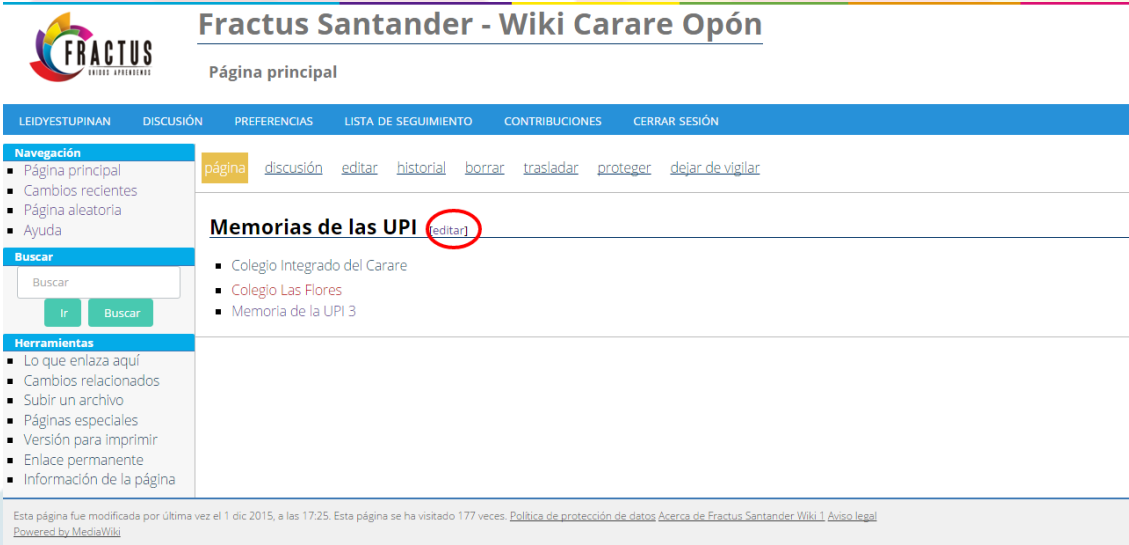 FRACTUS
UNIDOS APRENDEMOS
Fractus Santander - Wiki Carare Opón
Página principal
LEIDYESTUPINAN DISCUSIÓN PREFERENCIAS LISTA DE SEGUIMIENTO CONTRIBUCIONES CERRAR SESIÓN
Navegación
Página principal
Cambios recientes
Página aleatoria
Ayuda
Buscar
Buscar
Ir Buscar
Herramientas
Lo que enlaza aquí
Cambios relacionados
Subir un archivo
Páginas especiales
Versión para imprimir
Enlace permanente
Información de la página
página discusión editar historial borrar trasladar proteger dejar de vigilar
Memorias de las UPI [editar]
Colegio Integrado del Carare
Colegio Las Flores
Memoria de la UPI 3
Esta página fue modificada por última vez el 1 dic 2015, a las 17:25. Esta página se ha visitado 177 veces. Política de protección de datos Acerca de Fractus Santander Wiki 1 Aviso legal
Powered by MediaWiki